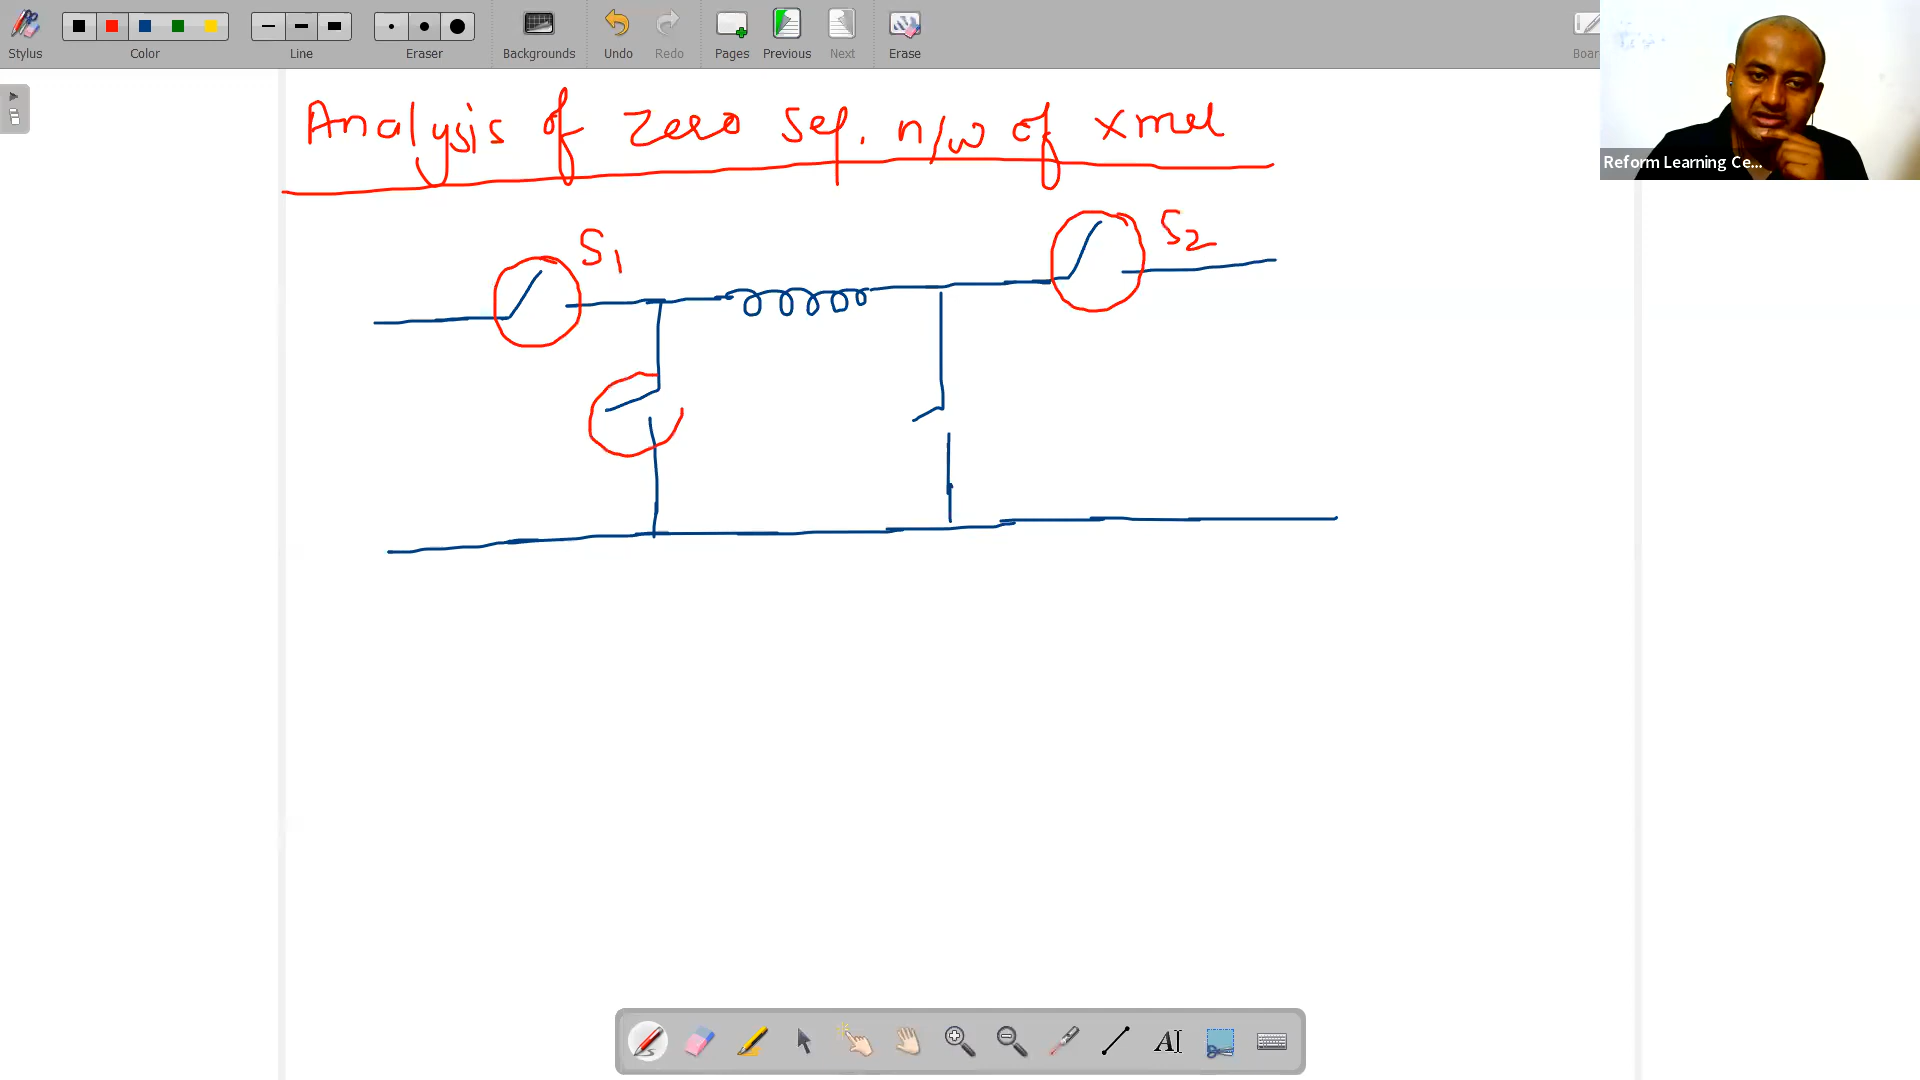 Stylus
Color
Line
Eraser
Backgrounds
Undo
Redo
Pages
Previous
Next
Erase
Boar
Reform Learning Ce...
Analysis of Zero Seq. n/w of xmer
S1
S2
A